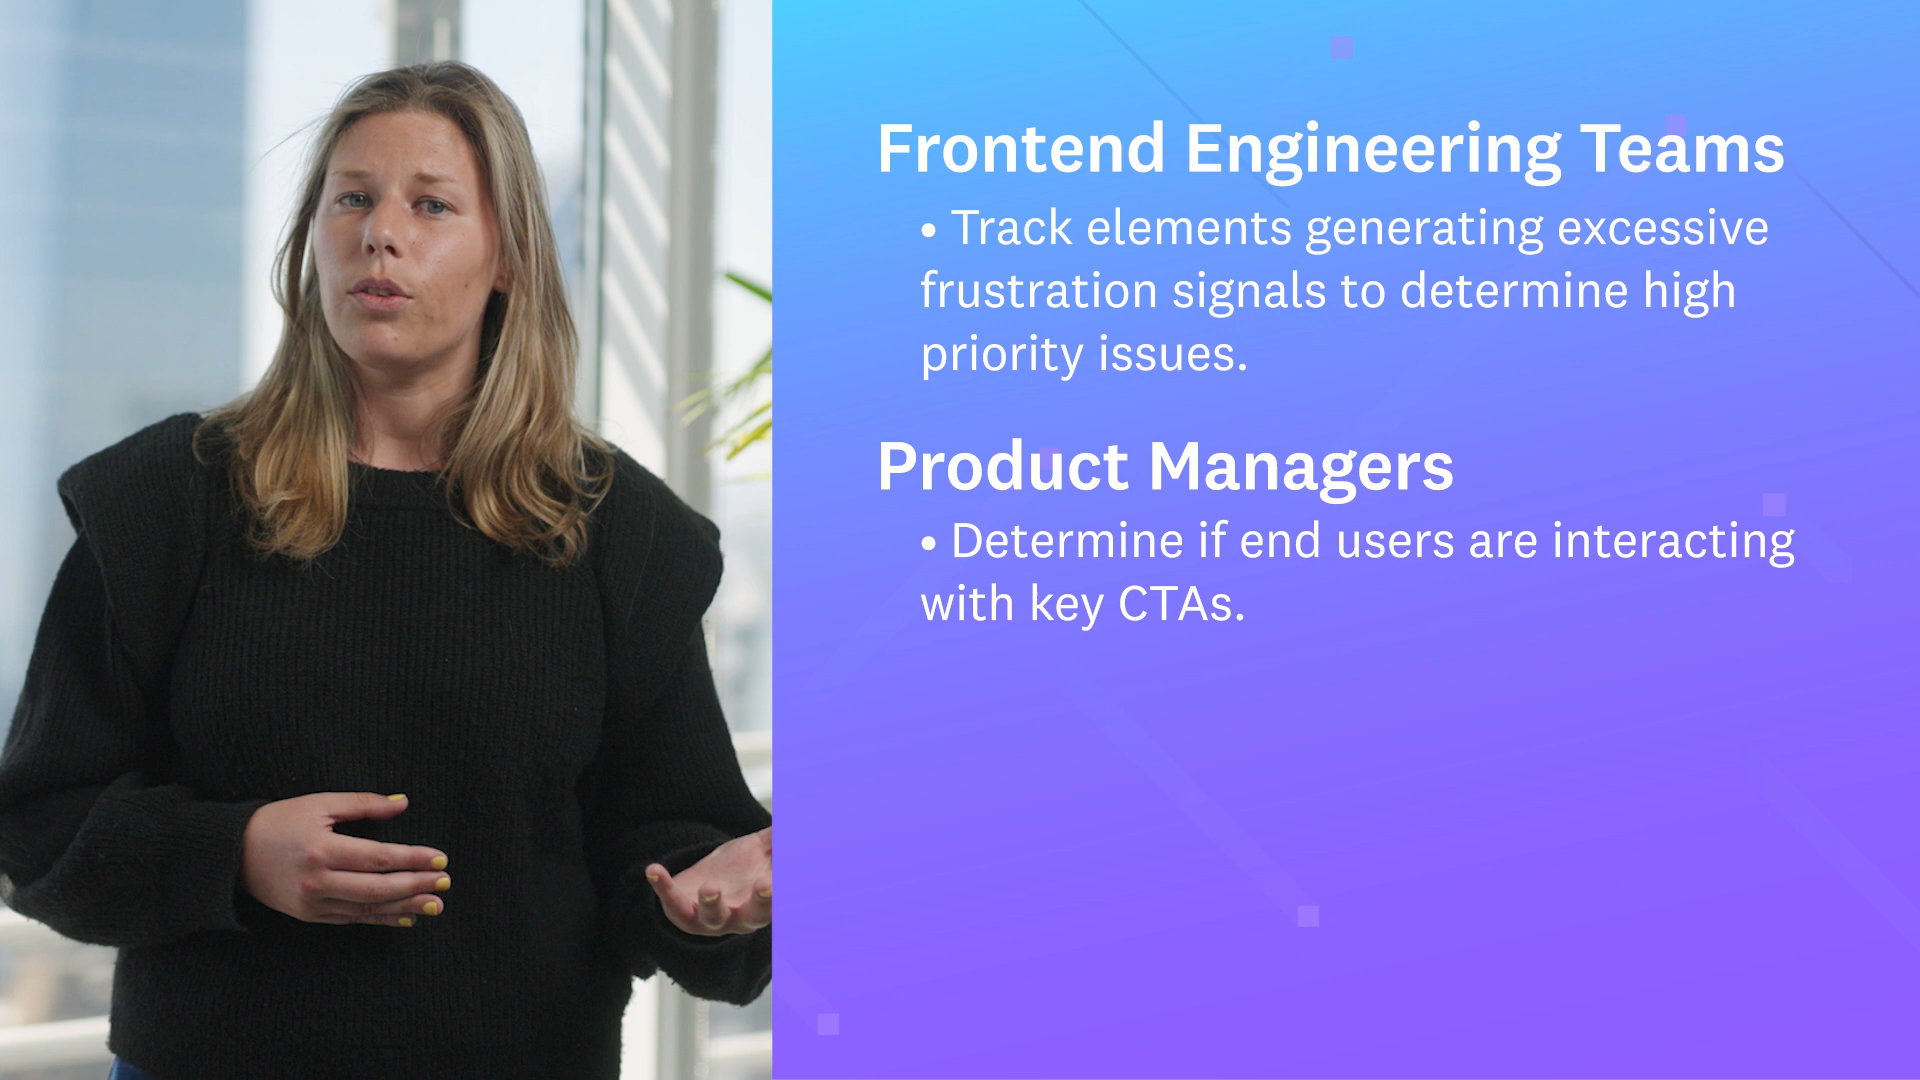 Frontend Engineering Teams
• Track elements generating excessive
frustration signals to determine high
priority issues.
Product Managers
• Determine if end users are interacting
with key CTAs.